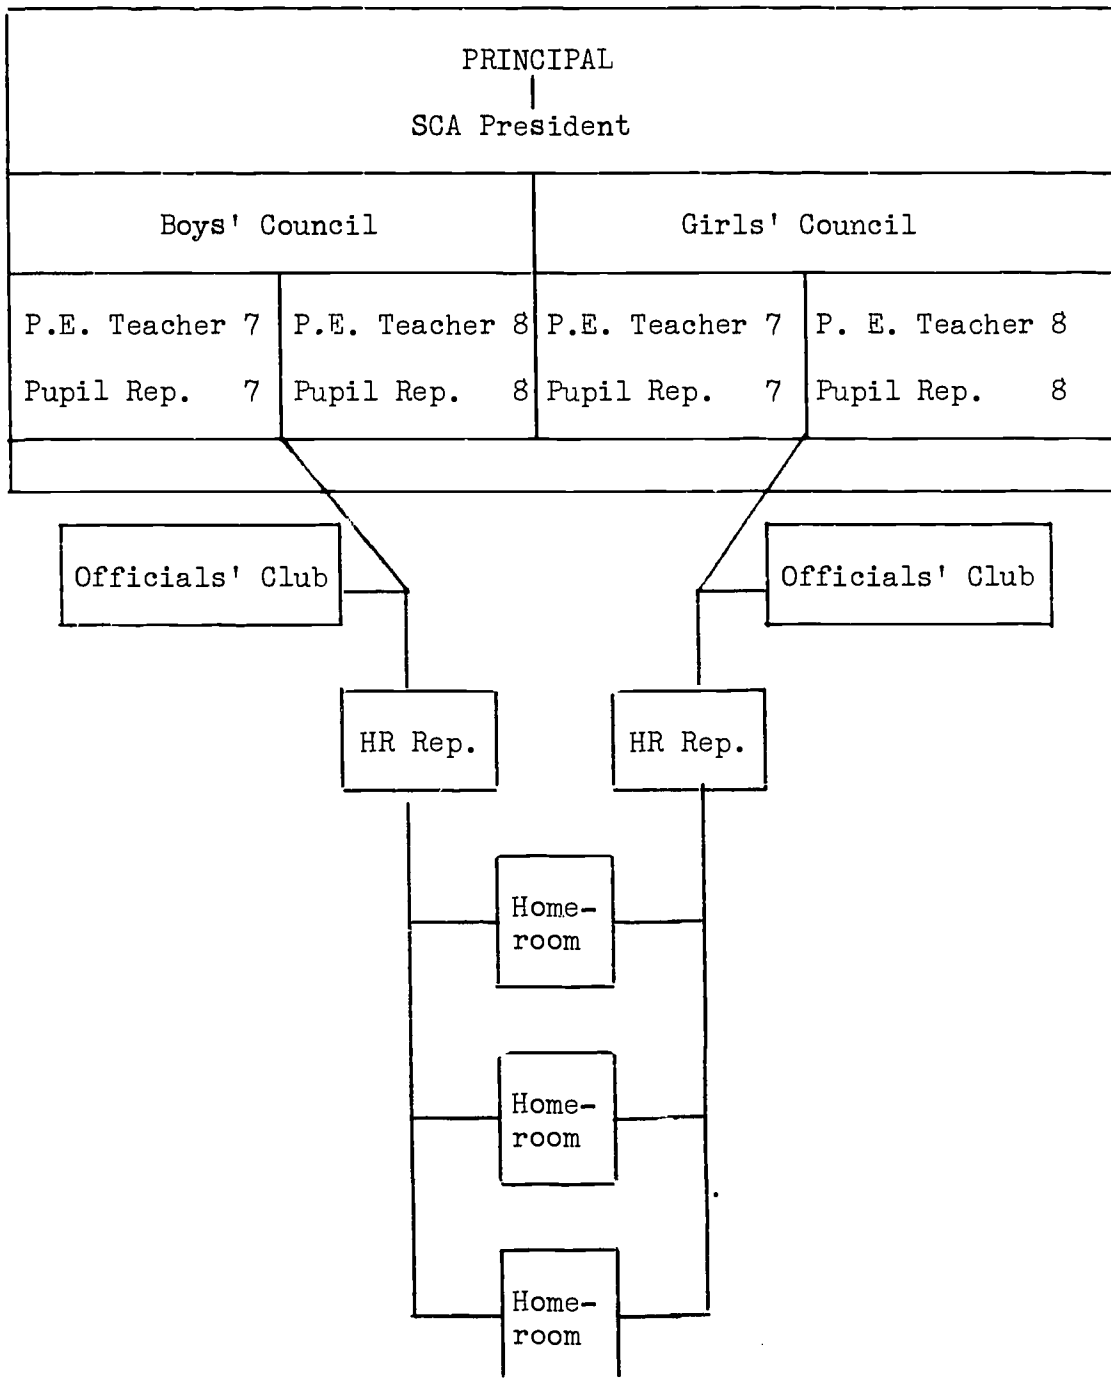 PRINCIPAL
SCA President
Boys' Council
Girls' Council
P.E. Teacher 7
Pupil Rep. 7
P.E. Teacher 8
Pupil Rep. 8
P.E. Teacher 7
Pupil Rep. 7
P. E. Teacher 8
Pupil Rep. 8
Officials' Club
Officials' Club
HR Rep.
HR Rep.
Home-
room
Home-
room
Home-
room